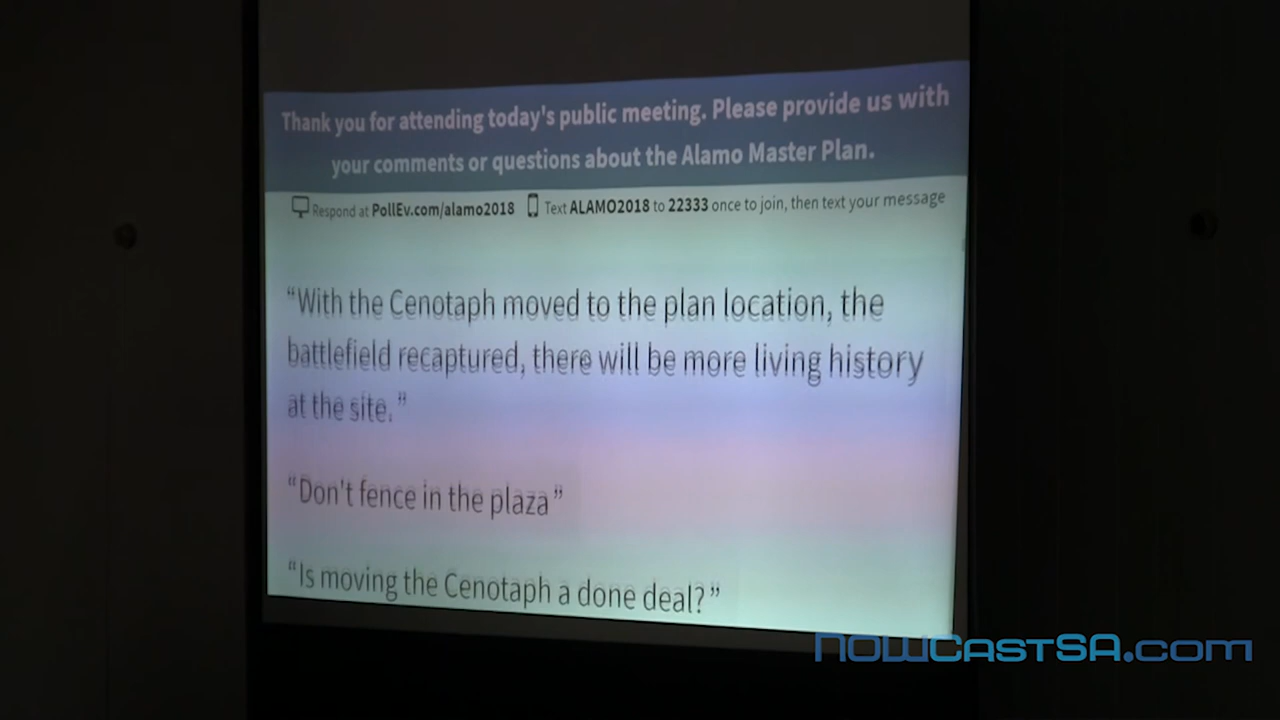 Thank you for attending today's public meeting. Please provide us with
your comments or questions about the Alamo Master Plan.
Respond at PollEv.com/alamo2018 Text ALAMO2018 to 22333 once to join, then text your message
“With the Cenotaph moved to the plan location, the
battlefield recaptured, there will be more living history
at the site.”
“Don't fence in the plaza”
“Is moving the Cenotaph a done deal?”
NOWCastSA.com